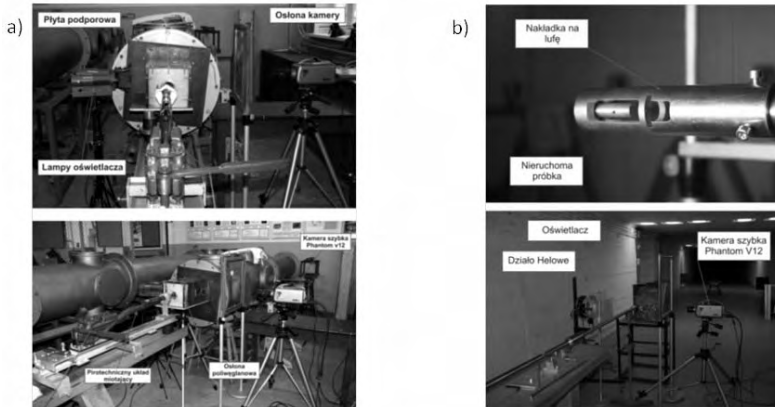 a)
Płyta podporowa
Osłona kamery
Lampy oświetlacza
Kamera szybka
Phantom v12
Pirotechniczny układ
miotający
Osłona
poliwęglanowa
b)
Nakładka na
lufę
Nieruchoma
próbka
Oświetlacz
Działo Helowe
Kamera szybka
Phantom V12